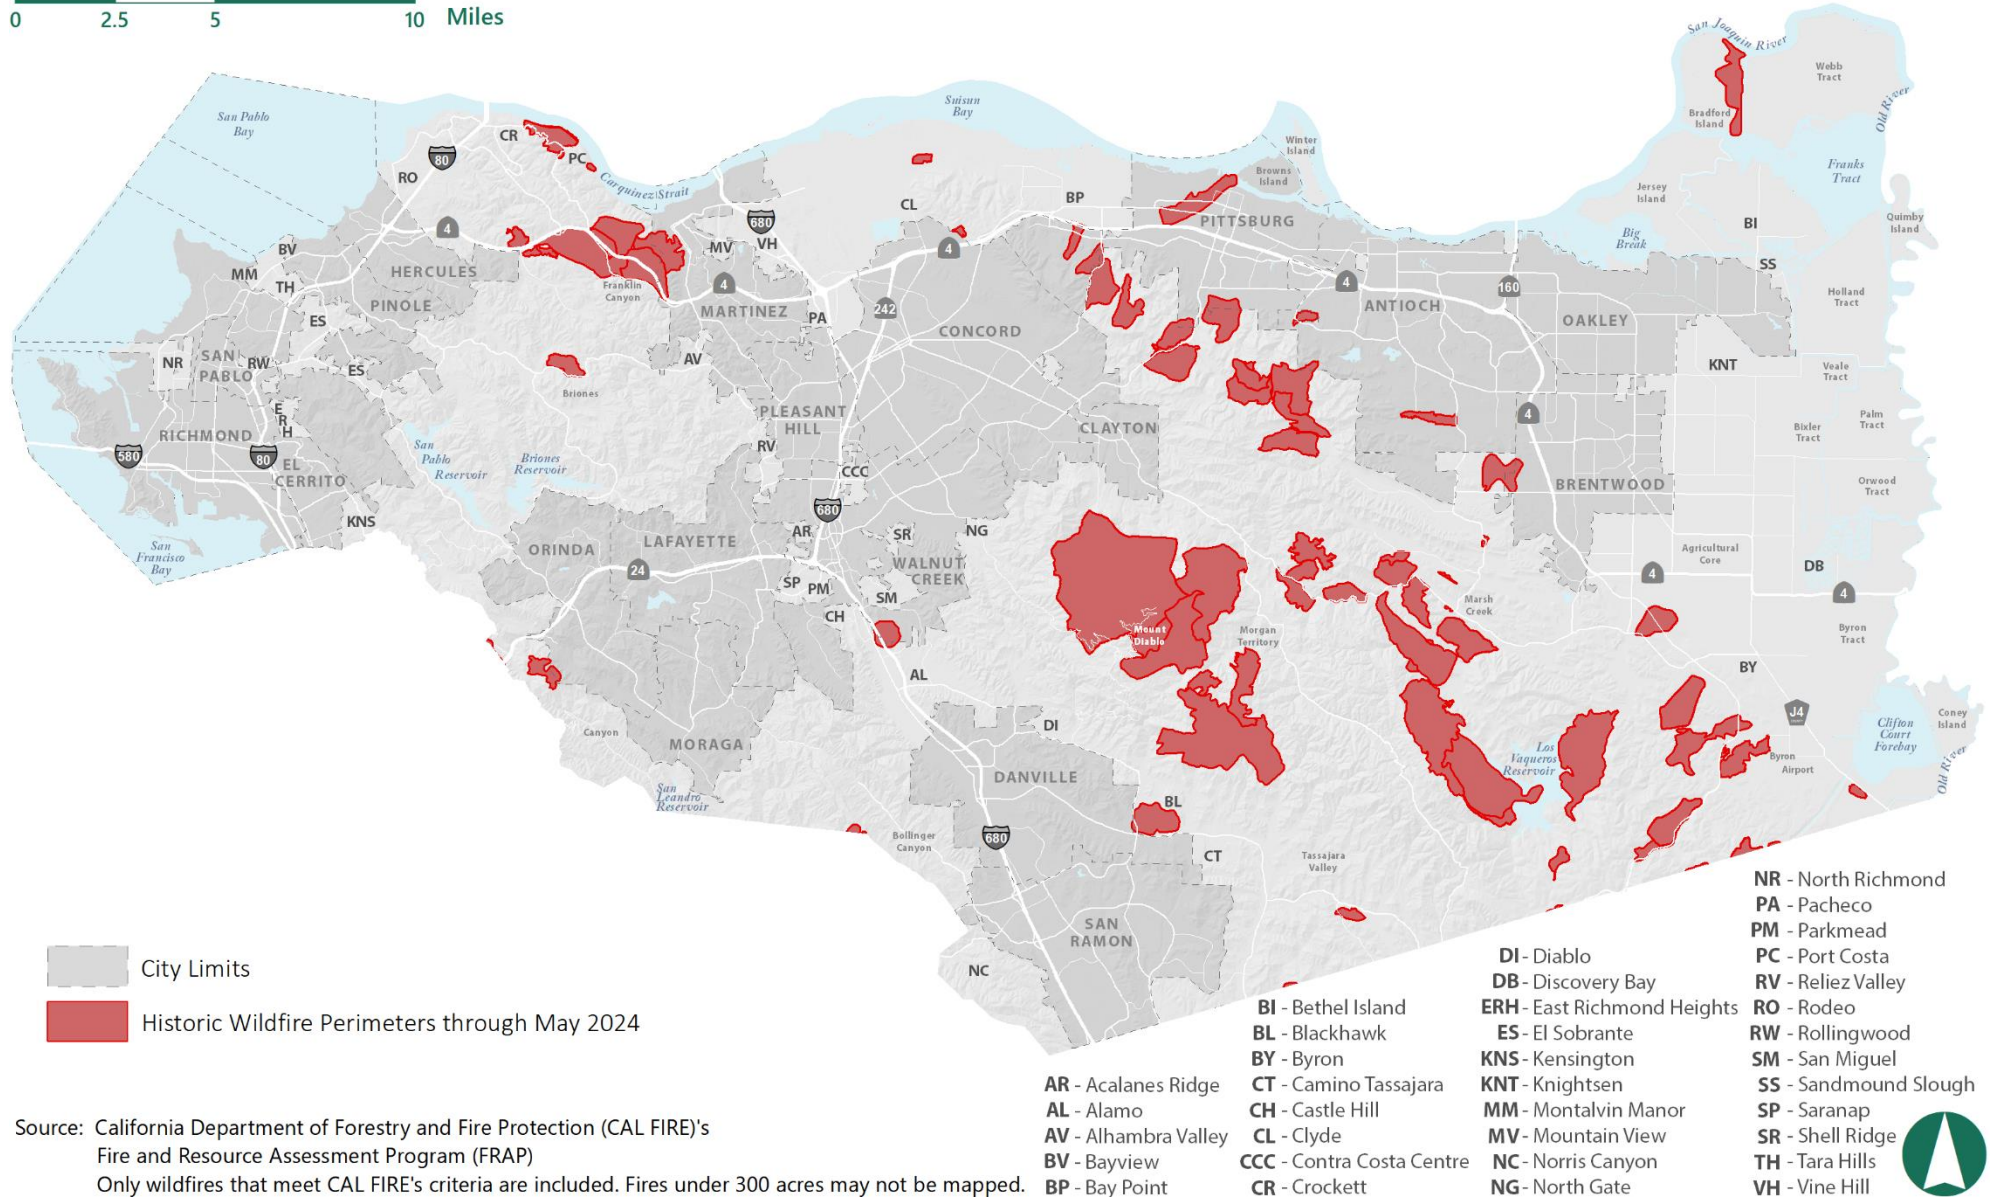 0 2.5 5 10 Miles
San Joaquin River
Webb
Tract
Old River
Bradford
Island
San Pablo
Bay
Suisun
Bay
CR
PC
80
RO
Carquinez Strait
Winter
Island
Browns
Island
Franks
Tract
Jersey
Island
BI
Quimby
Island
Big
Break
SS
Holland
Tract
BP
CL
PITTSBURG
680
VH
MV
4
4
4
BV
MM
TH
HERCULES
PINOLE
Franklin
Canyon
4
MARTINEZ
PA
242
CONCORD
4
ANTIOCH
160
OAKLEY
ES
NR
SAN
PABLO
RW
ES
AV
KNT
Veale
Tract
Briones
E
R
H
RICHMOND
PLEASANT
HILL
CLAYTON
4
Palm
Tract
Bixler
Tract
580
80
EL
CERRITO
San
Pablo
Reservoir
Briones
Reservoir
RV
CCC
BRENTWOOD
Orwood
Tract
KNS
680
San
Francisco
Bay
ORINDA
LAFAYETTE
AR
SR
NG
WALNUT
CREEK
24
SP
PM
SM
CH
Agricultural
Core
DB
4
4
Marsh
Creek
Mount
Diablo
Morgan
Territory
Byron
Tract
BY
AL
J4
Clifton
Court
Forebay
Coney
Island
Old River
Canyon
MORAGA
DI
DANVILLE
Los
Vaqueros
Reservoir
Byron
Airport
San
Leandro
Reservoir
BL
680
Bollinger
Canyon
CT
Tassajara
Valley
SAN
RAMON
NC
City Limits
Historic Wildfire Perimeters through May 2024
AR - Acalanes Ridge
AL - Alamo
AV - Alhambra Valley
BV - Bayview
BP - Bay Point
BI - Bethel Island
BL - Blackhawk
BY - Byron
CT - Camino Tassajara
CH - Castle Hill
CL - Clyde
CCC - Contra Costa Centre
CR - Crockett
DI - Diablo
DB - Discovery Bay
ERH - East Richmond Heights
ES - El Sobrante
KNS - Kensington
KNT - Knightsen
MM - Montalvin Manor
MV - Mountain View
NC - Norris Canyon
NG - North Gate
NR - North Richmond
PA - Pacheco
PM - Parkmead
PC - Port Costa
RV - Reliez Valley
RO - Rodeo
RW - Rollingwood
SM - San Miguel
SS - Sandmound Slough
SP - Saranap
SR - Shell Ridge
TH - Tara Hills
VH - Vine Hill
Source: California Department of Forestry and Fire Protection (CAL FIRE)'s
Fire and Resource Assessment Program (FRAP)
Only wildfires that meet CAL FIRE's criteria are included. Fires under 300 acres may not be mapped.